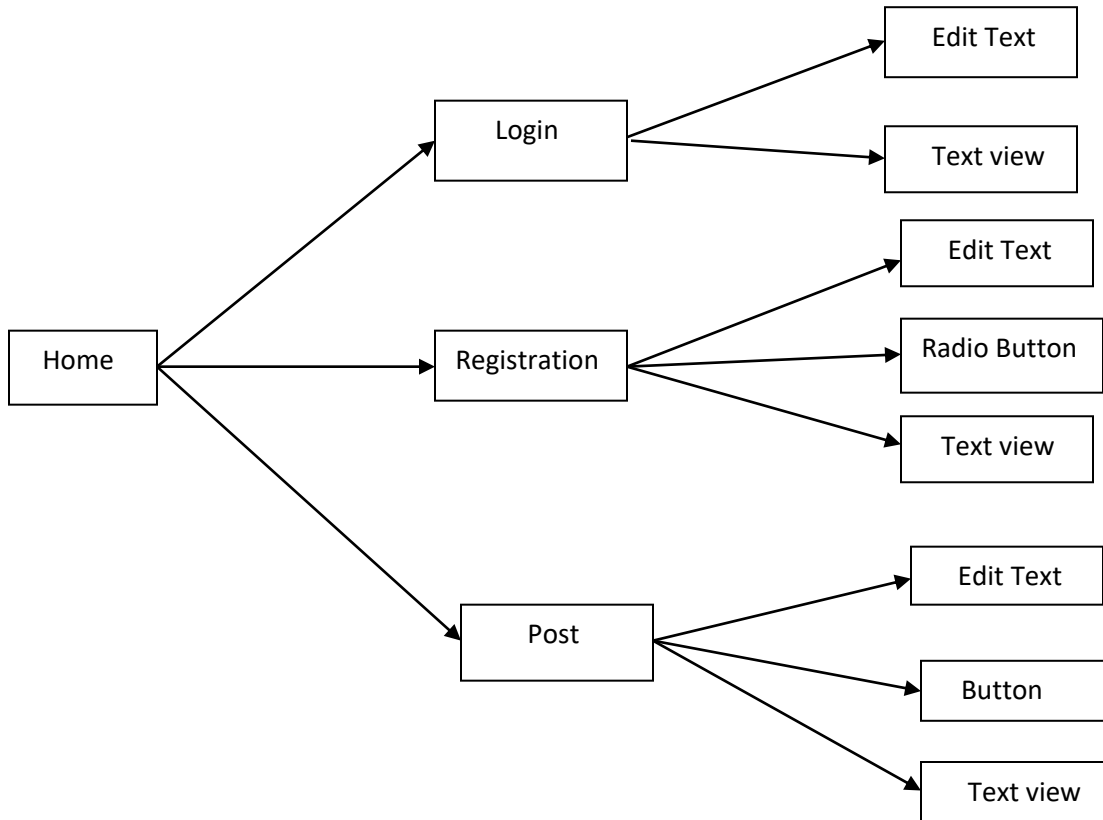 Edit Text
Login
Text view
Edit Text
Home
Registration
Radio Button
Text view
Edit Text
Post
Button
Text view